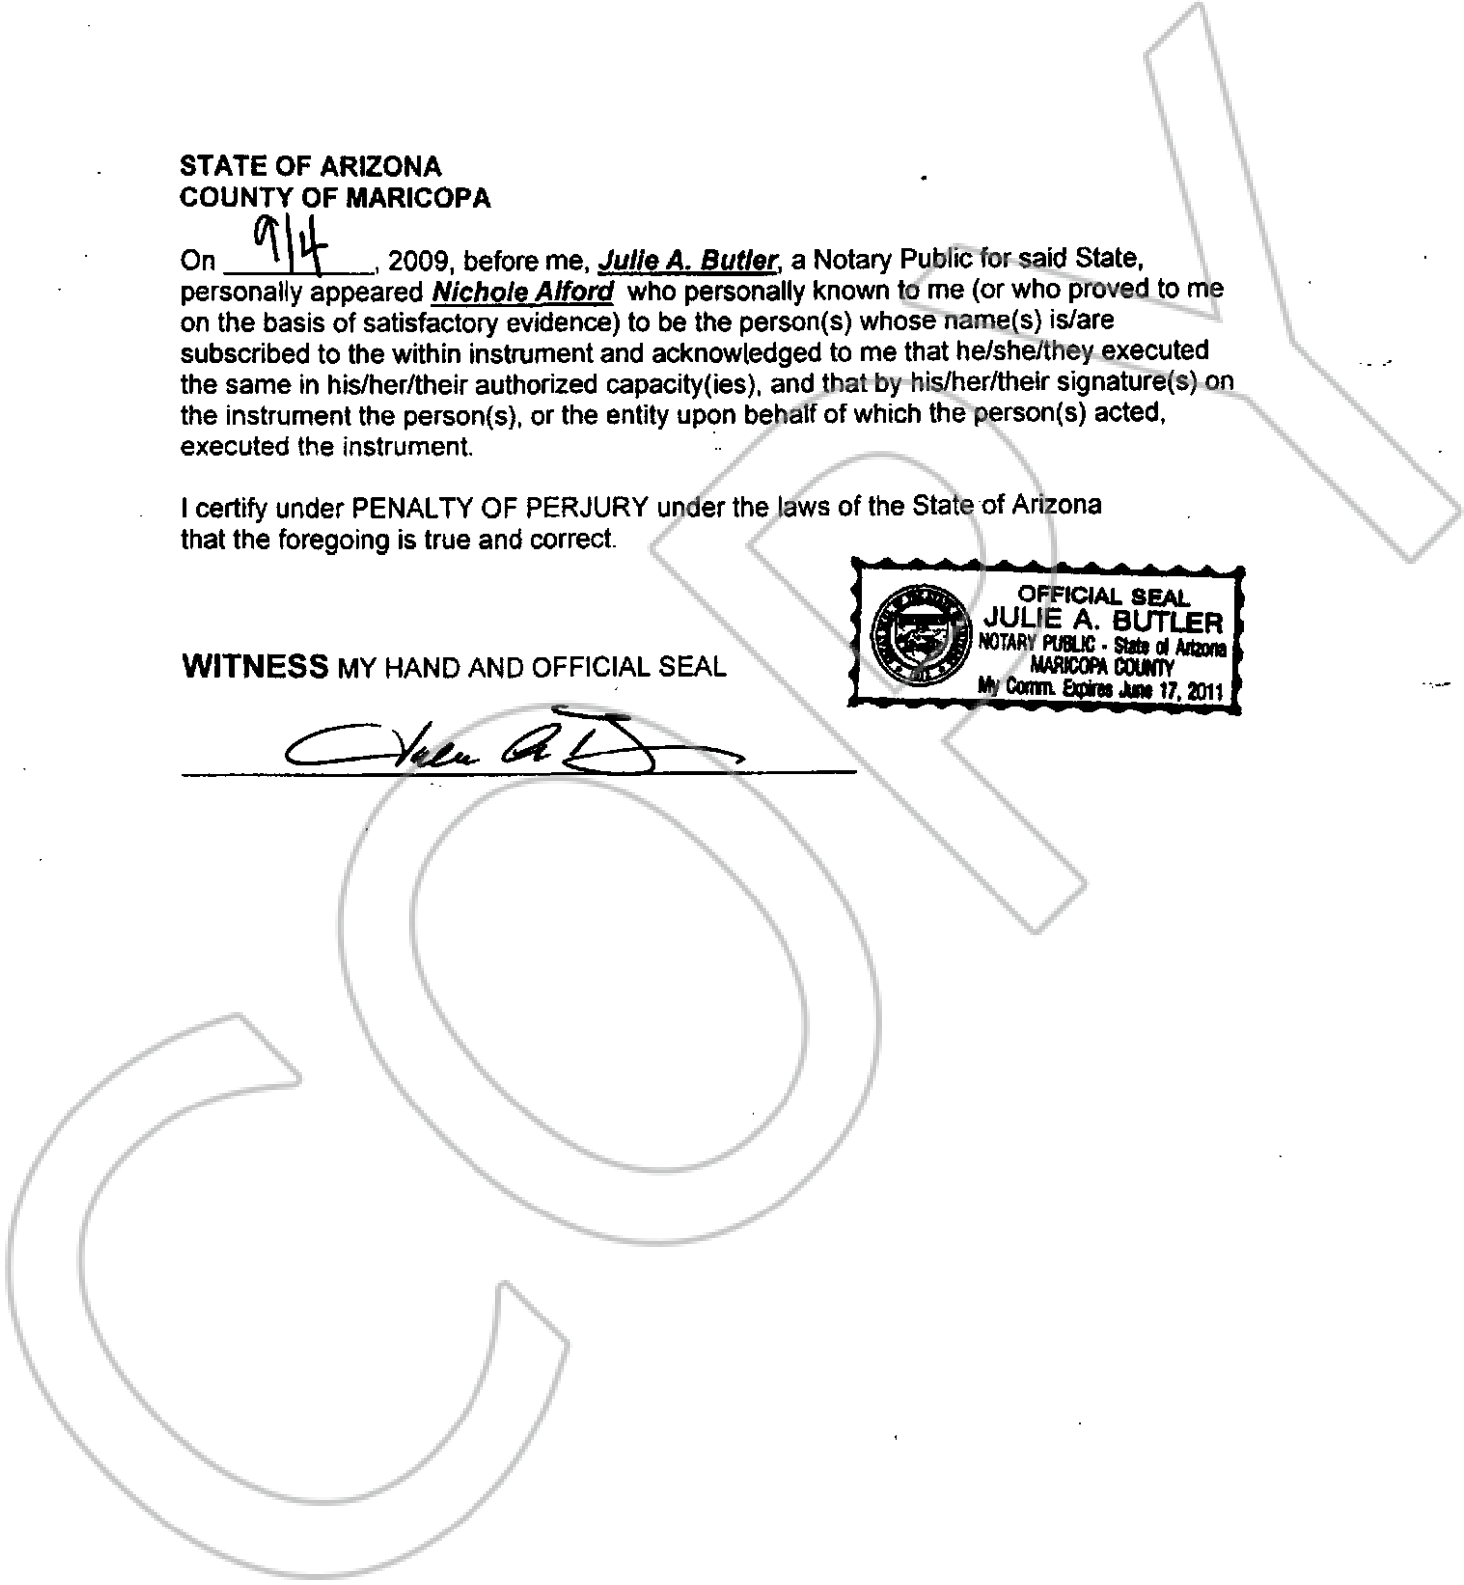 STATE OF ARIZONA
COUNTY OF MARICOPA
On 9/4, 2009, before me, Julie A. Butler, a Notary Public for said State,
personally appeared Nichole Alford who personally known to me (or who proved to me
on the basis of satisfactory evidence) to be the person(s) whose name(s) is/are
subscribed to the within instrument and acknowledged to me that he/she/they executed
the same in his/her/their authorized capacity(ies), and that by his/her/their signature(s) on
the instrument the person(s), or the entity upon behalf of which the person(s) acted,
executed the instrument.
I certify under PENALTY OF PERJURY under the laws of the State of Arizona
that the foregoing is true and correct.
OFFICIAL SEAL
JULIE A. BUTLER
NOTARY PUBLIC - State of Arizona
MARICOPA COUNTY
My Comm. Expires June 17, 2011
WITNESS MY HAND AND OFFICIAL SEAL
COPY